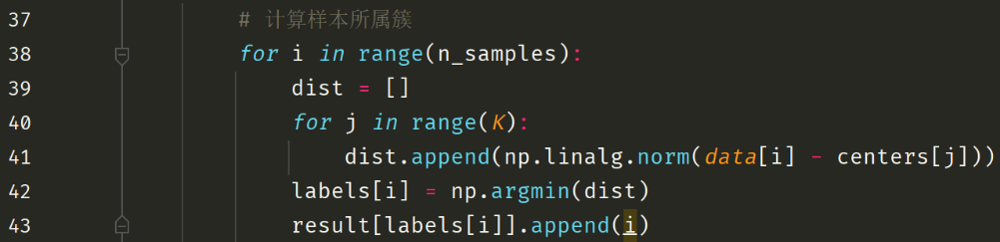 37 # 计算样本所属簇
38 for i in range(n_samples):
39 dist = []
40 for j in range(K):
41 dist.append(np.linalg.norm(data[i] - centers[j]))
42 labels[i] = np.argmin(dist)
43 result[labels[i]].append(i)